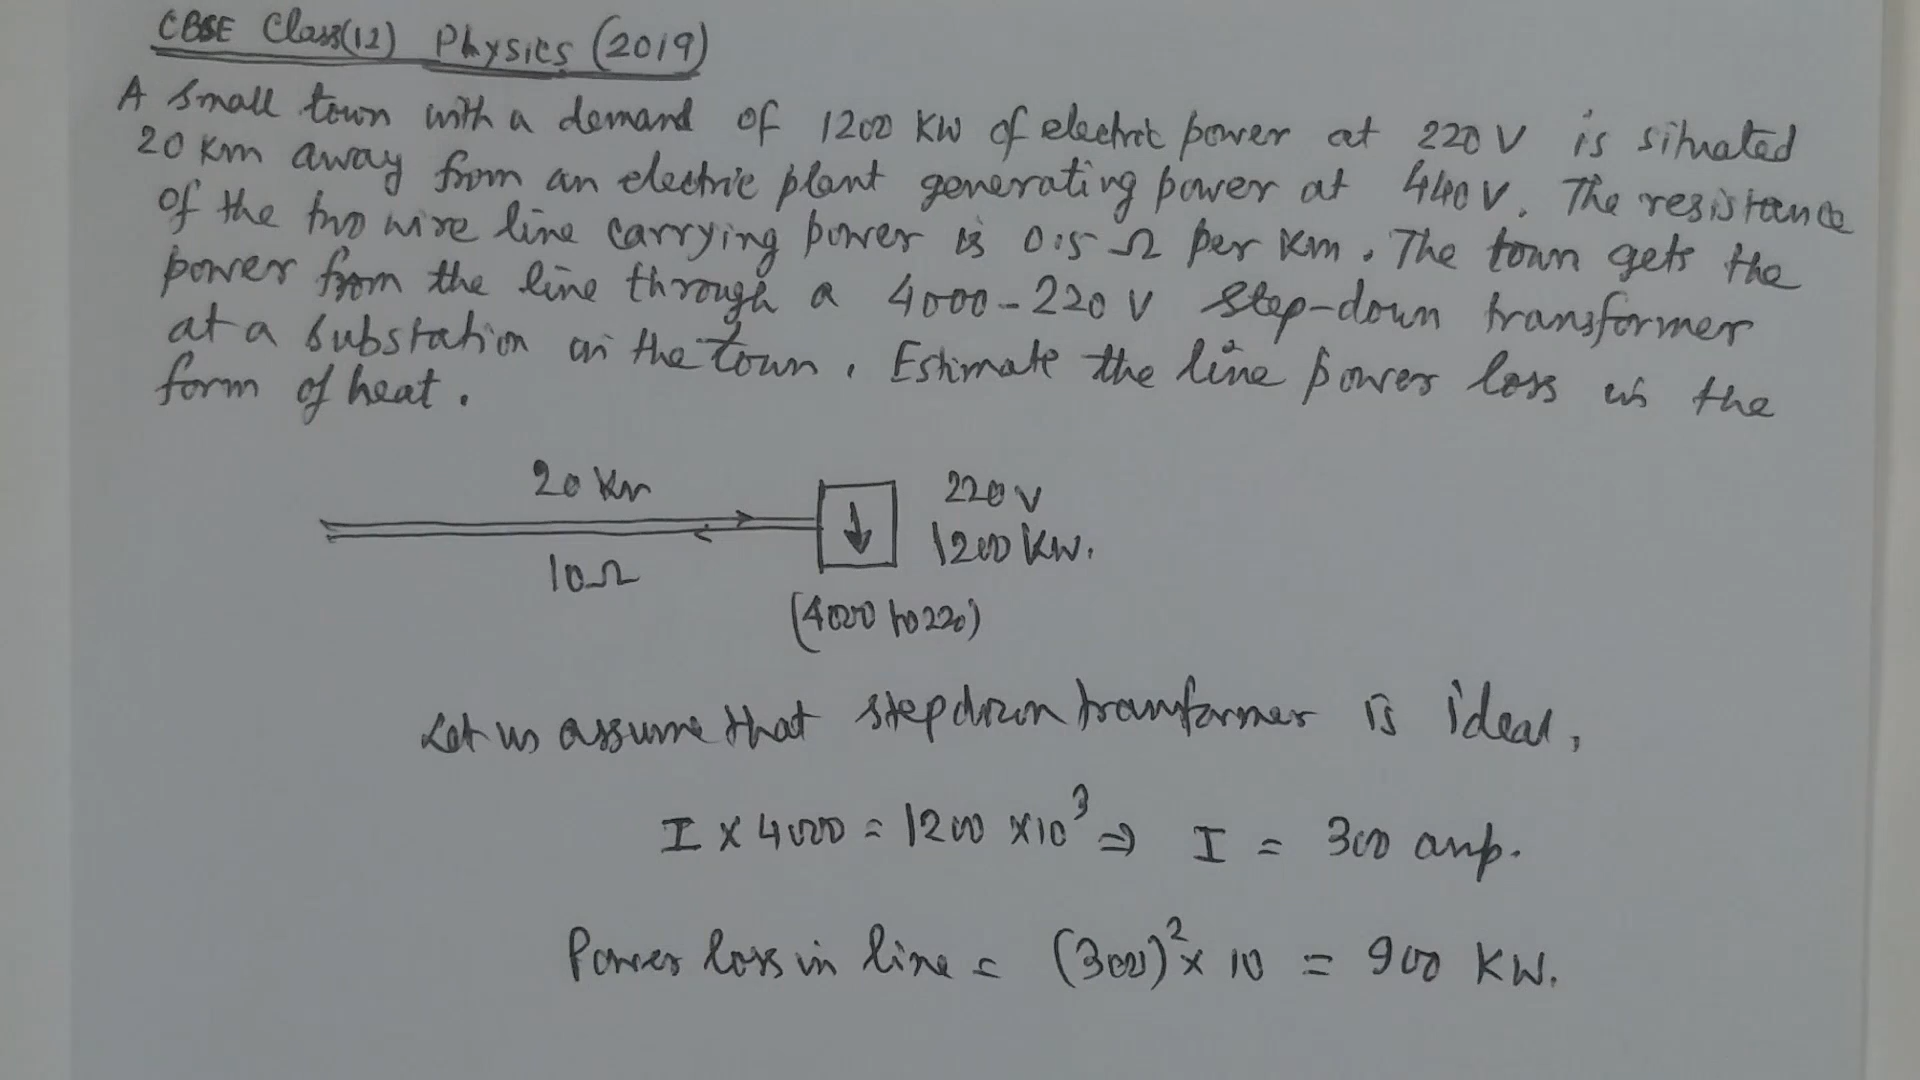 CBSE Class(12) Physics (2019)
A small town with a demand of 1200 KW of electric power at 220 V is situated
20 Km away from an electric plant generating power at 440 V. The resistance
of the two wire line carrying power is 0.5 Ω per Km. The town gets the
power from the line through a 4000-220 V step-down transformer
at a substation in the town. Estimate the line power loss in the
form of heat.
20 Km
220 V
1200 KW.
10Ω
(4000 to 220)
Let us assume that step down transformer is ideal,
I × 4000 = 1200 × 10³ ⇒ I = 300 amp.
Power loss in line = (300)² × 10 = 900 KW.